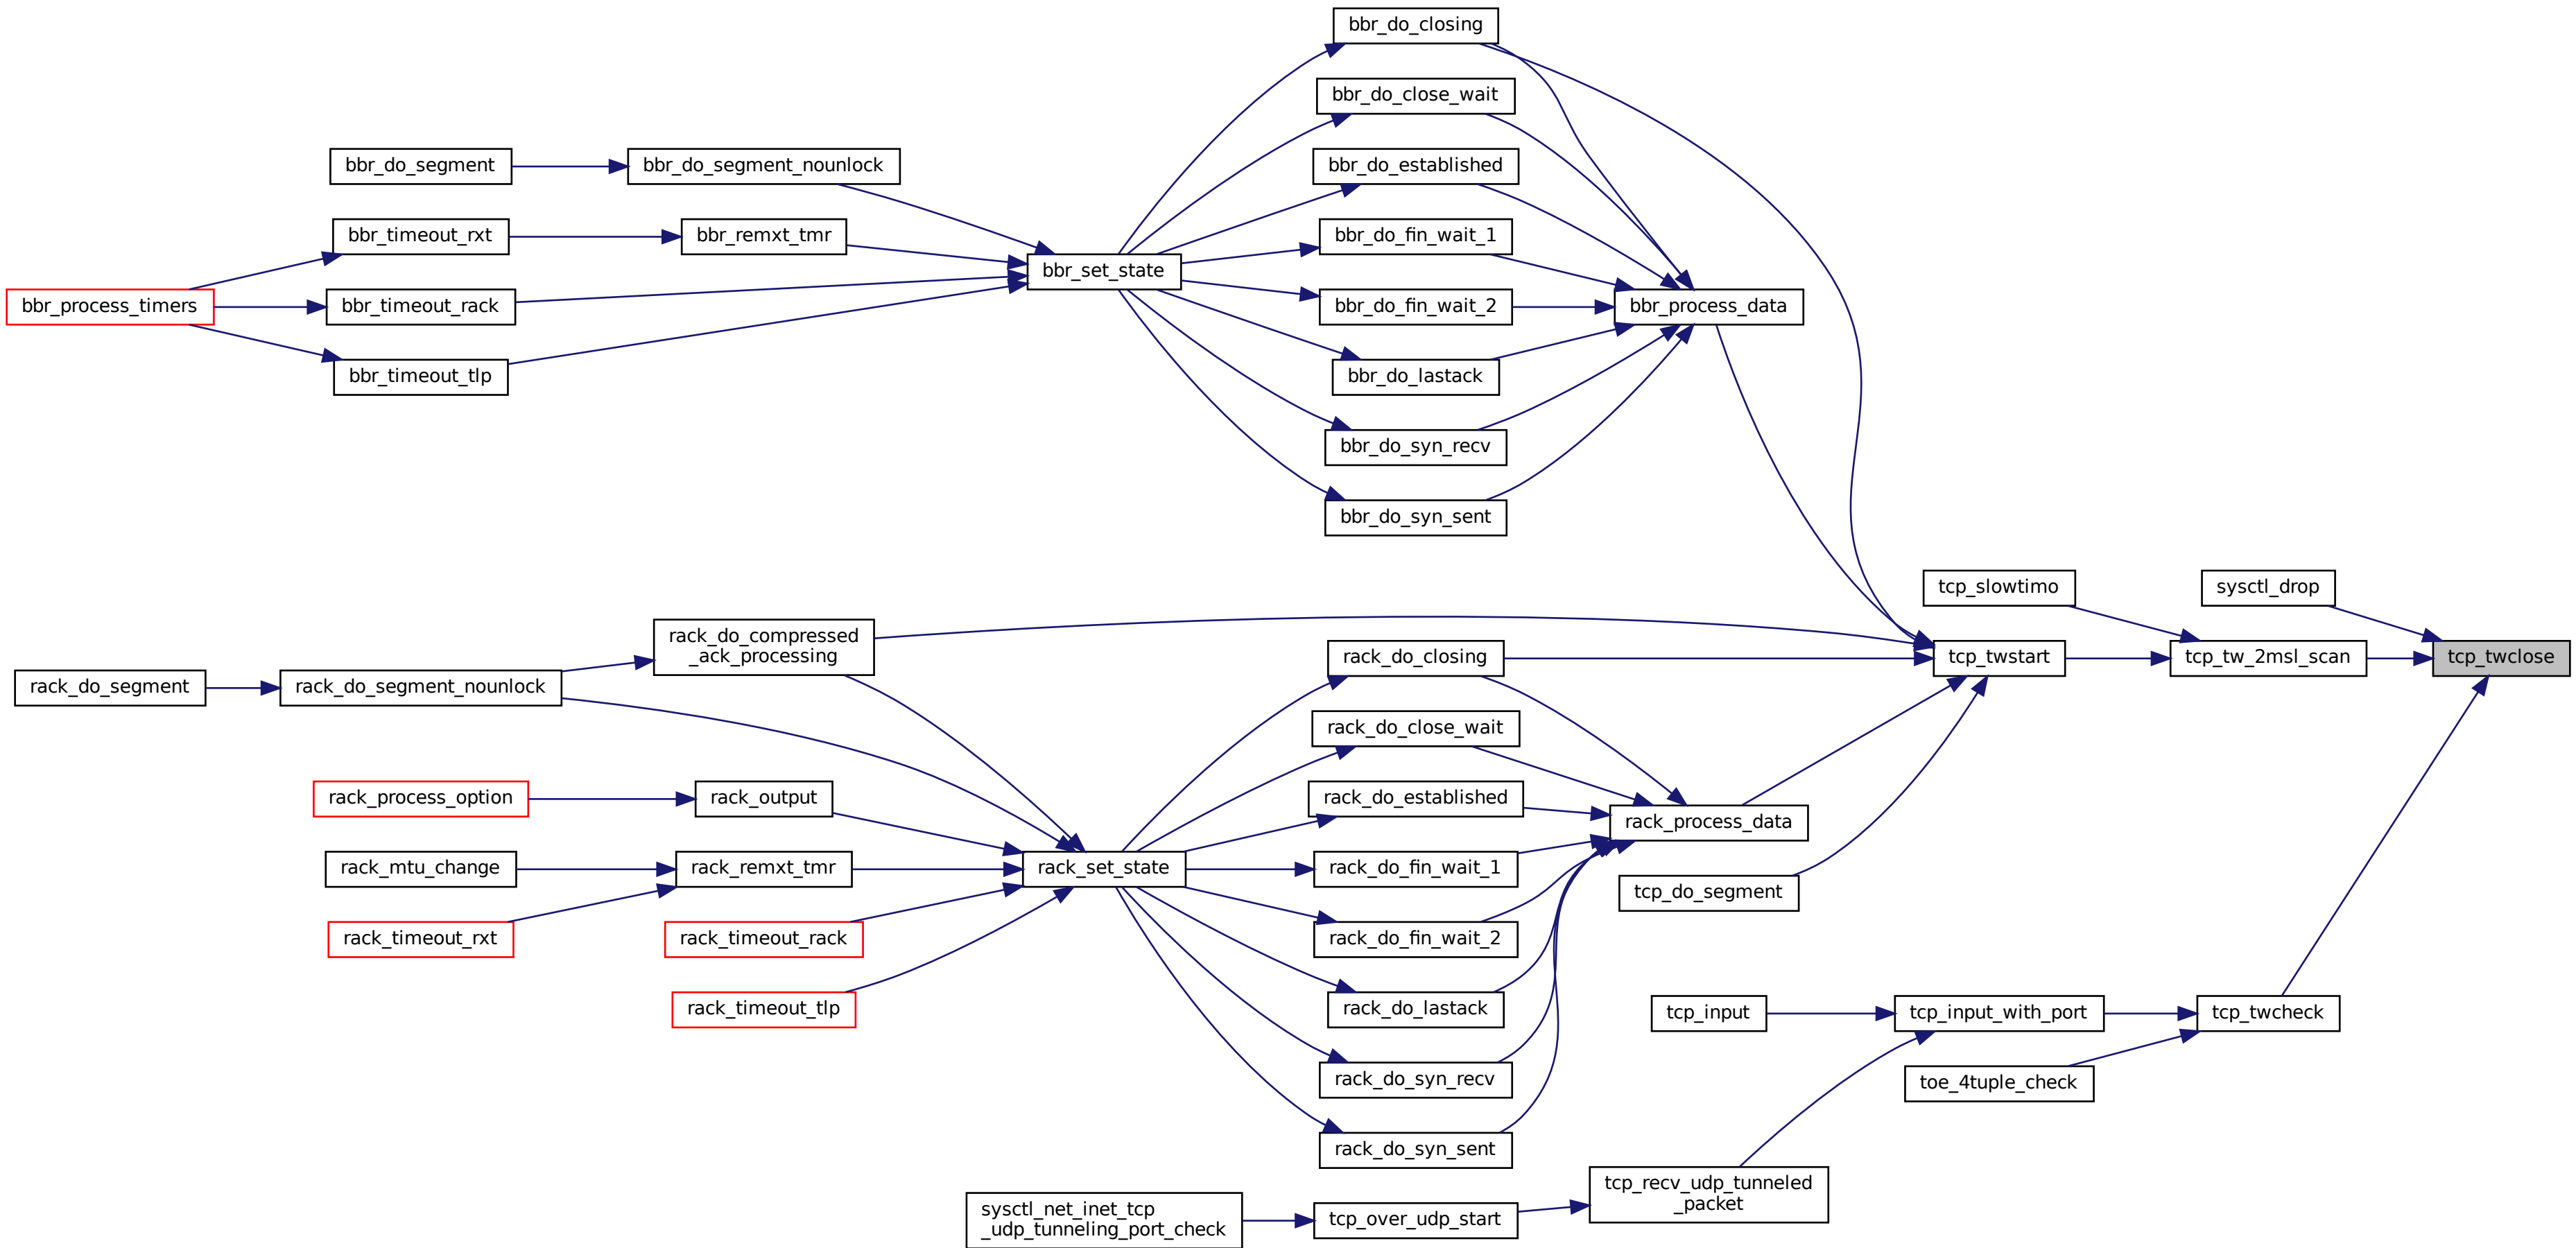 bbr_do_closing
bbr_do_close_wait
bbr_do_segment
bbr_do_segment_nounlock
bbr_do_established
bbr_timeout_rxt
bbr_remxt_tmr
bbr_do_fin_wait_1
bbr_set_state
bbr_process_timers
bbr_timeout_rack
bbr_do_fin_wait_2
bbr_process_data
bbr_timeout_tlp
bbr_do_lastack
bbr_do_syn_recv
bbr_do_syn_sent
tcp_slowtimo
sysctl_drop
rack_do_compressed
_ack_processing
rack_do_closing
tcp_twstart
tcp_tw_2msl_scan
tcp_twclose
rack_do_segment
rack_do_segment_nounlock
rack_do_close_wait
rack_process_option
rack_output
rack_do_established
rack_process_data
rack_mtu_change
rack_remxt_tmr
rack_set_state
rack_do_fin_wait_1
tcp_do_segment
rack_timeout_rxt
rack_timeout_rack
rack_do_fin_wait_2
rack_timeout_tlp
rack_do_lastack
tcp_input
tcp_input_with_port
tcp_twcheck
rack_do_syn_recv
toe_4tuple_check
rack_do_syn_sent
tcp_recv_udp_tunneled
_packet
sysctl_net_inet_tcp
_udp_tunneling_port_check
tcp_over_udp_start